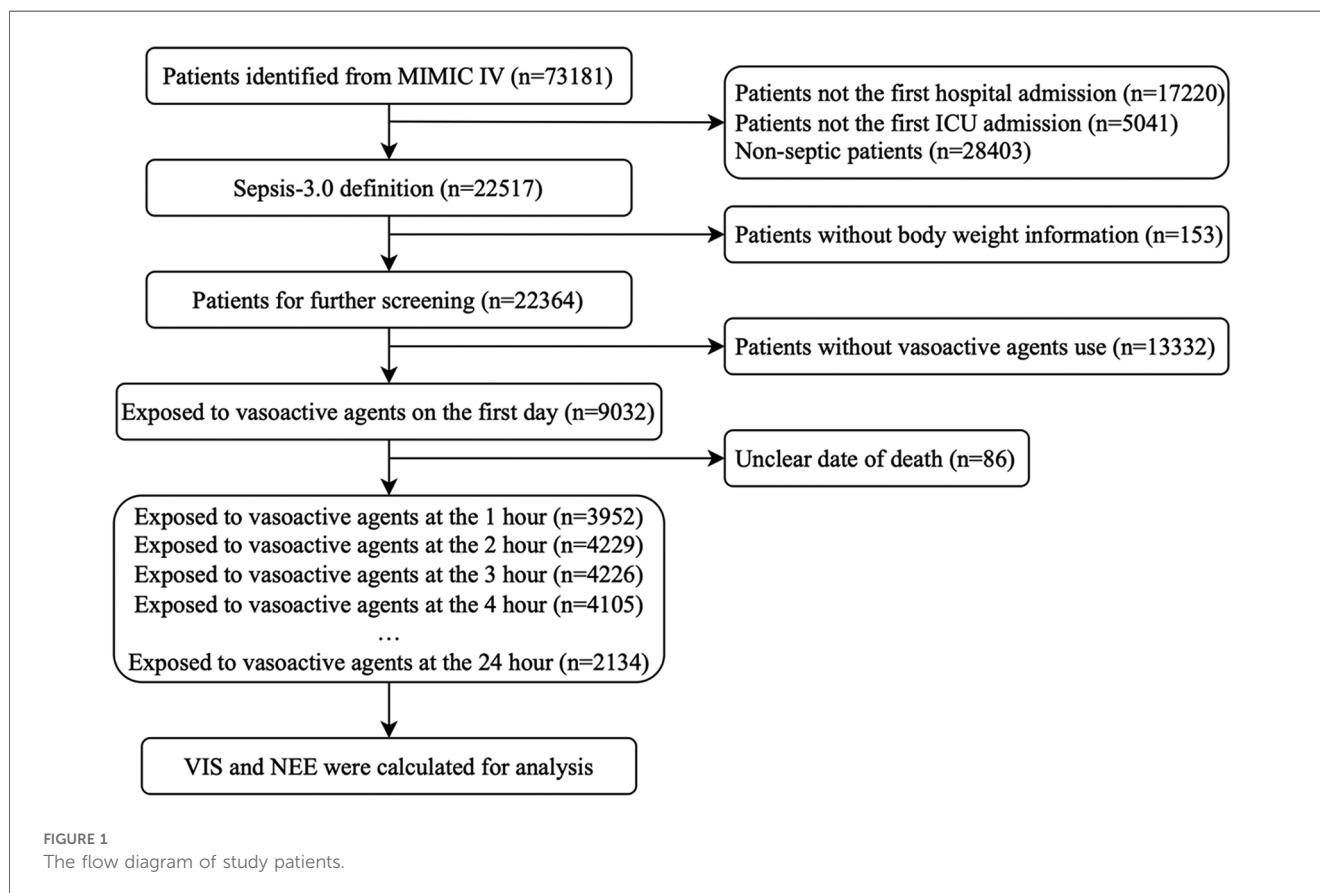 Patients identified from MIMIC IV (n=73181)
Patients not the first hospital admission (n=17220)
Patients not the first ICU admission (n=5041)
Non-septic patients (n=28403)
Sepsis-3.0 definition (n=22517)
Patients without body weight information (n=153)
Patients for further screening (n=22364)
Patients without vasoactive agents use (n=13332)
Exposed to vasoactive agents on the first day (n=9032)
Unclear date of death (n=86)
Exposed to vasoactive agents at the 1 hour (n=3952)
Exposed to vasoactive agents at the 2 hour (n=4229)
Exposed to vasoactive agents at the 3 hour (n=4226)
Exposed to vasoactive agents at the 4 hour (n=4105)
...
Exposed to vasoactive agents at the 24 hour (n=2134)
VIS and NEE were calculated for analysis
FIGURE 1
The flow diagram of study patients.